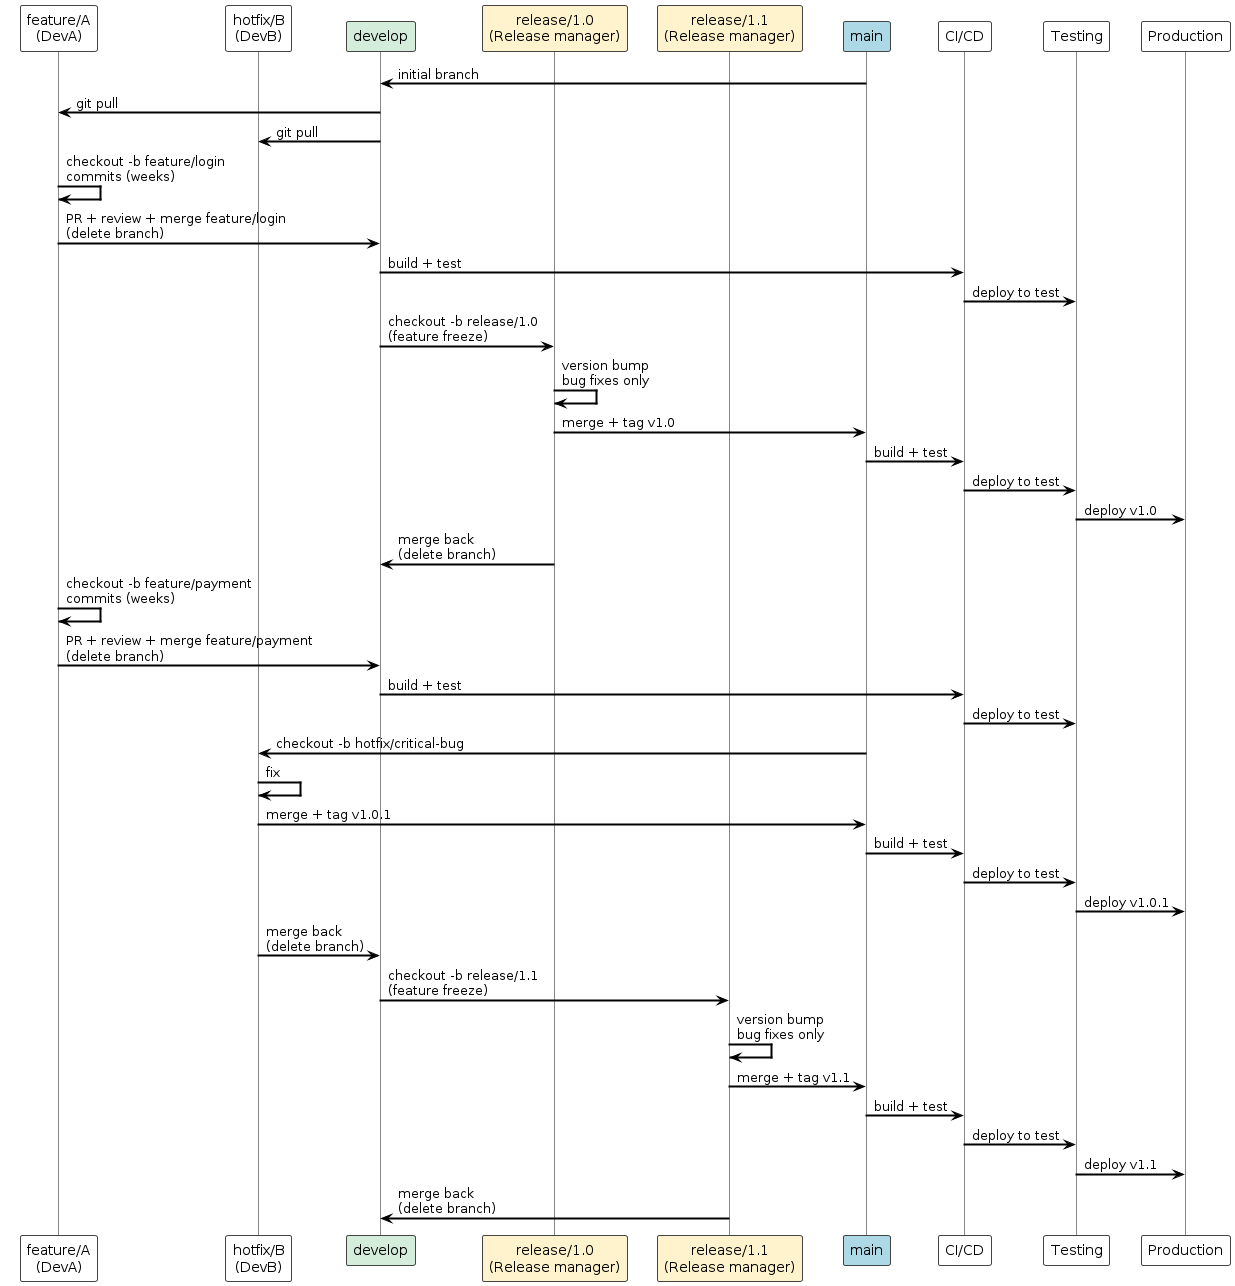 feature/A
(DevA)
hotfix/B
(DevB)
develop
release/1.0
(Release manager)
release/1.1
(Release manager)
main
CI/CD
Testing
Production
initial branch
git pull
git pull
checkout -b feature/login
commits (weeks)
PR + review + merge feature/login
(delete branch)
build + test
deploy to test
checkout -b release/1.0
(feature freeze)
version bump
bug fixes only
merge + tag v1.0
build + test
deploy to test
deploy v1.0
merge back
(delete branch)
checkout -b feature/payment
commits (weeks)
PR + review + merge feature/payment
(delete branch)
build + test
deploy to test
checkout -b hotfix/critical-bug
fix
merge + tag v1.0.1
build + test
deploy to test
deploy v1.0.1
merge back
(delete branch)
checkout -b release/1.1
(feature freeze)
version bump
bug fixes only
merge + tag v1.1
build + test
deploy to test
deploy v1.1
merge back
(delete branch)
feature/A
(DevA)
hotfix/B
(DevB)
develop
release/1.0
(Release manager)
release/1.1
(Release manager)
main
CI/CD
Testing
Production